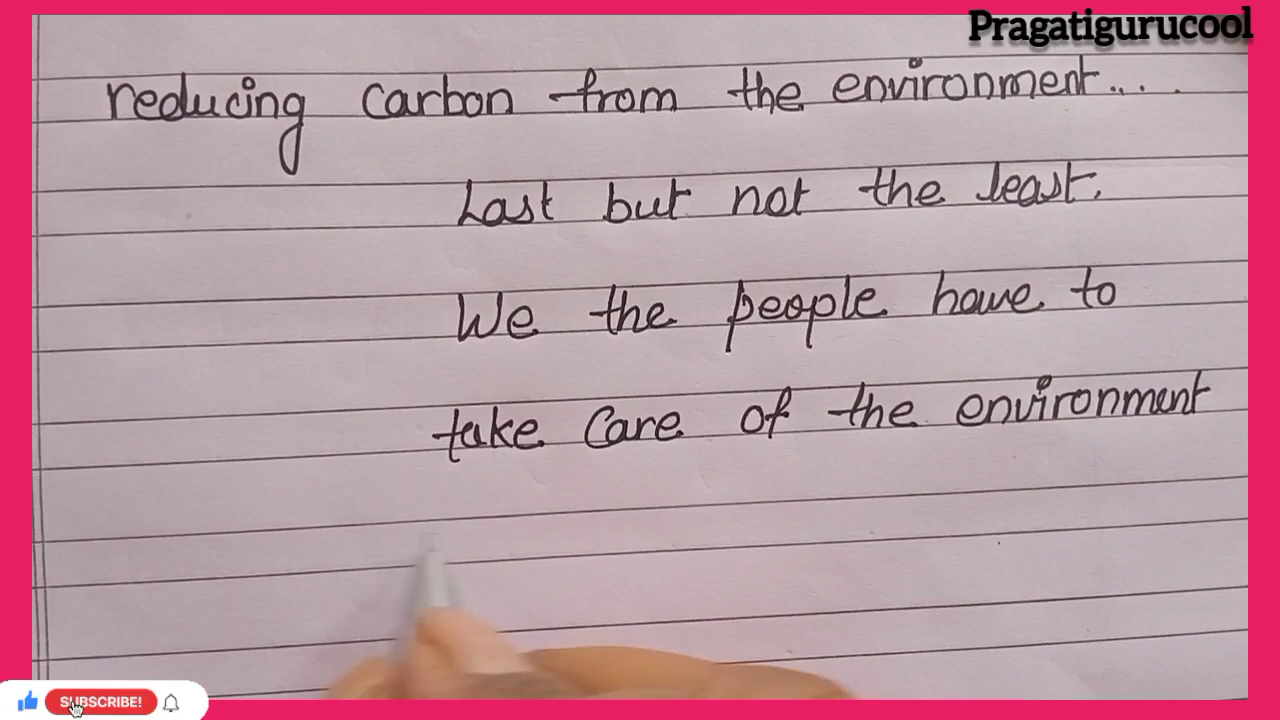 Pragatigurucool
reducing carbon from the environment....
Last but not the least.
We the people have to
take care of the environment
SUBSCRIBE!